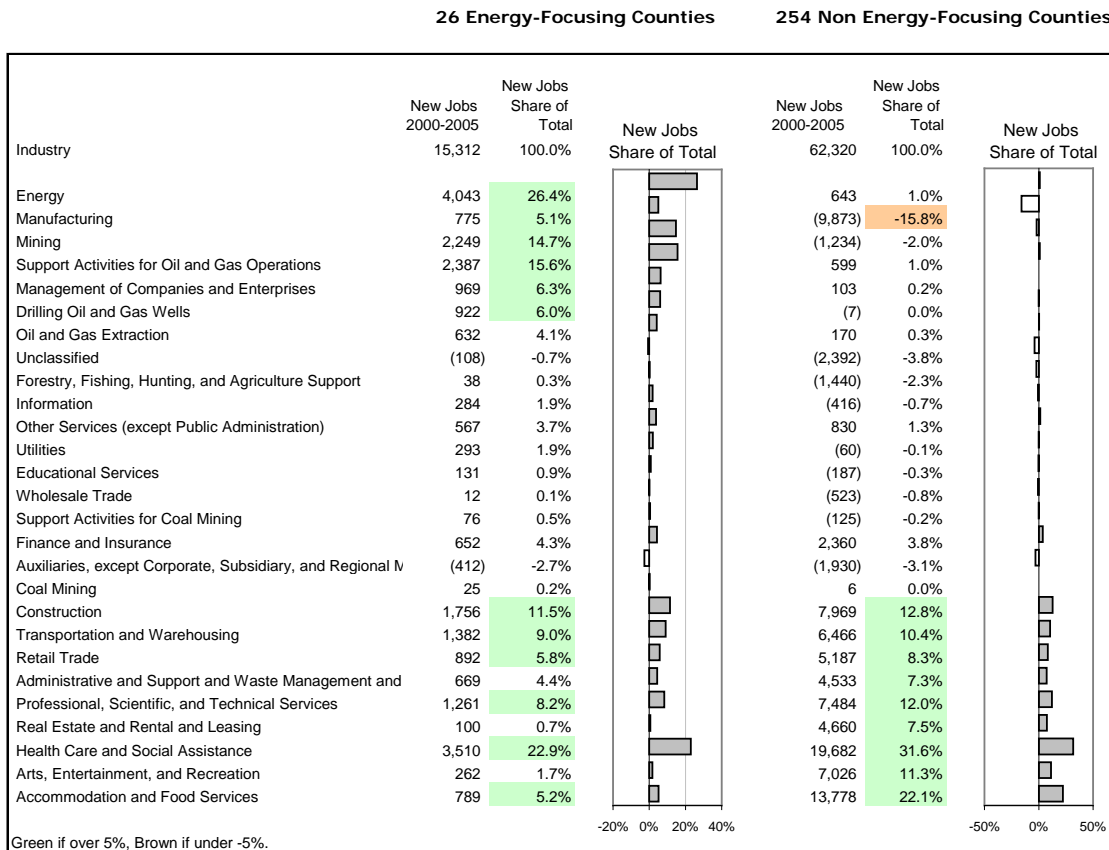 26 Energy-Focusing Counties 254 Non Energy-Focusing Counties
New Jobs New Jobs
New Jobs Share of New Jobs Share of
2000-2005 Total New Jobs 2000-2005 Total New Jobs
Industry 15,312 100.0% Share of Total 62,320 100.0% Share of Total
Energy 4,043 26.4% 643 1.0%
Manufacturing 775 5.1% (9,873) -15.8%
Mining 2,249 14.7% (1,234) -2.0%
Support Activities for Oil and Gas Operations 2,387 15.6% 599 1.0%
Management of Companies and Enterprises 969 6.3% 103 0.2%
Drilling Oil and Gas Wells 922 6.0% (7) 0.0%
Oil and Gas Extraction 632 4.1% 170 0.3%
Unclassified (108) -0.7% (2,392) -3.8%
Forestry, Fishing, Hunting, and Agriculture Support 38 0.3% (1,440) -2.3%
Information 284 1.9% (416) -0.7%
Other Services (except Public Administration) 567 3.7% 830 1.3%
Utilities 293 1.9% (60) -0.1%
Educational Services 131 0.9% (187) -0.3%
Wholesale Trade 12 0.1% (523) -0.8%
Support Activities for Coal Mining 76 0.5% (125) -0.2%
Finance and Insurance 652 4.3% 2,360 3.8%
Auxiliaries, except Corporate, Subsidiary, and Regional M (412) -2.7% (1,930) -3.1%
Coal Mining 25 0.2% 6 0.0%
Construction 1,756 11.5% 7,969 12.8%
Transportation and Warehousing 1,382 9.0% 6,466 10.4%
Retail Trade 892 5.8% 5,187 8.3%
Administrative and Support and Waste Management and 669 4.4% 4,533 7.3%
Professional, Scientific, and Technical Services 1,261 8.2% 7,484 12.0%
Real Estate and Rental and Leasing 100 0.7% 4,660 7.5%
Health Care and Social Assistance 3,510 22.9% 19,682 31.6%
Arts, Entertainment, and Recreation 262 1.7% 7,026 11.3%
Accommodation and Food Services 789 5.2% 13,778 22.1%
-20% 0% 20% 40% -50% 0% 50%
Green if over 5%, Brown if under -5%.